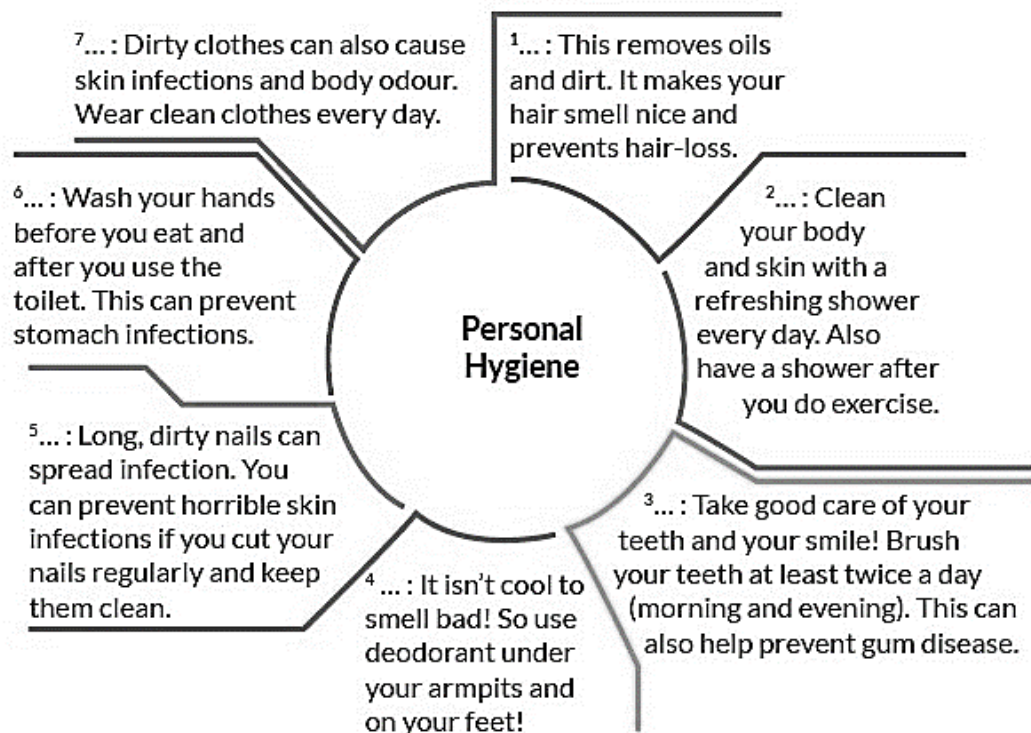 Personal
Hygiene
¹...: This removes oils
and dirt. It makes your
hair smell nice and
prevents hair-loss.
²...: Clean
your body
and skin with a
refreshing shower
every day. Also
have a shower after
you do exercise.
³...: Take good care of your
teeth and your smile! Brush
your teeth at least twice a day
(morning and evening). This can
also help prevent gum disease.
⁴...: It isn't cool to
smell bad! So use
deodorant under
your armpits and
on your feet!
⁵...: Long, dirty nails can
spread infection. You
can prevent horrible skin
infections if you cut your
nails regularly and keep
them clean.
⁶...: Wash your hands
before you eat and
after you use the
toilet. This can prevent
stomach infections.
⁷...: Dirty clothes can also cause
skin infections and body odour.
Wear clean clothes every day.